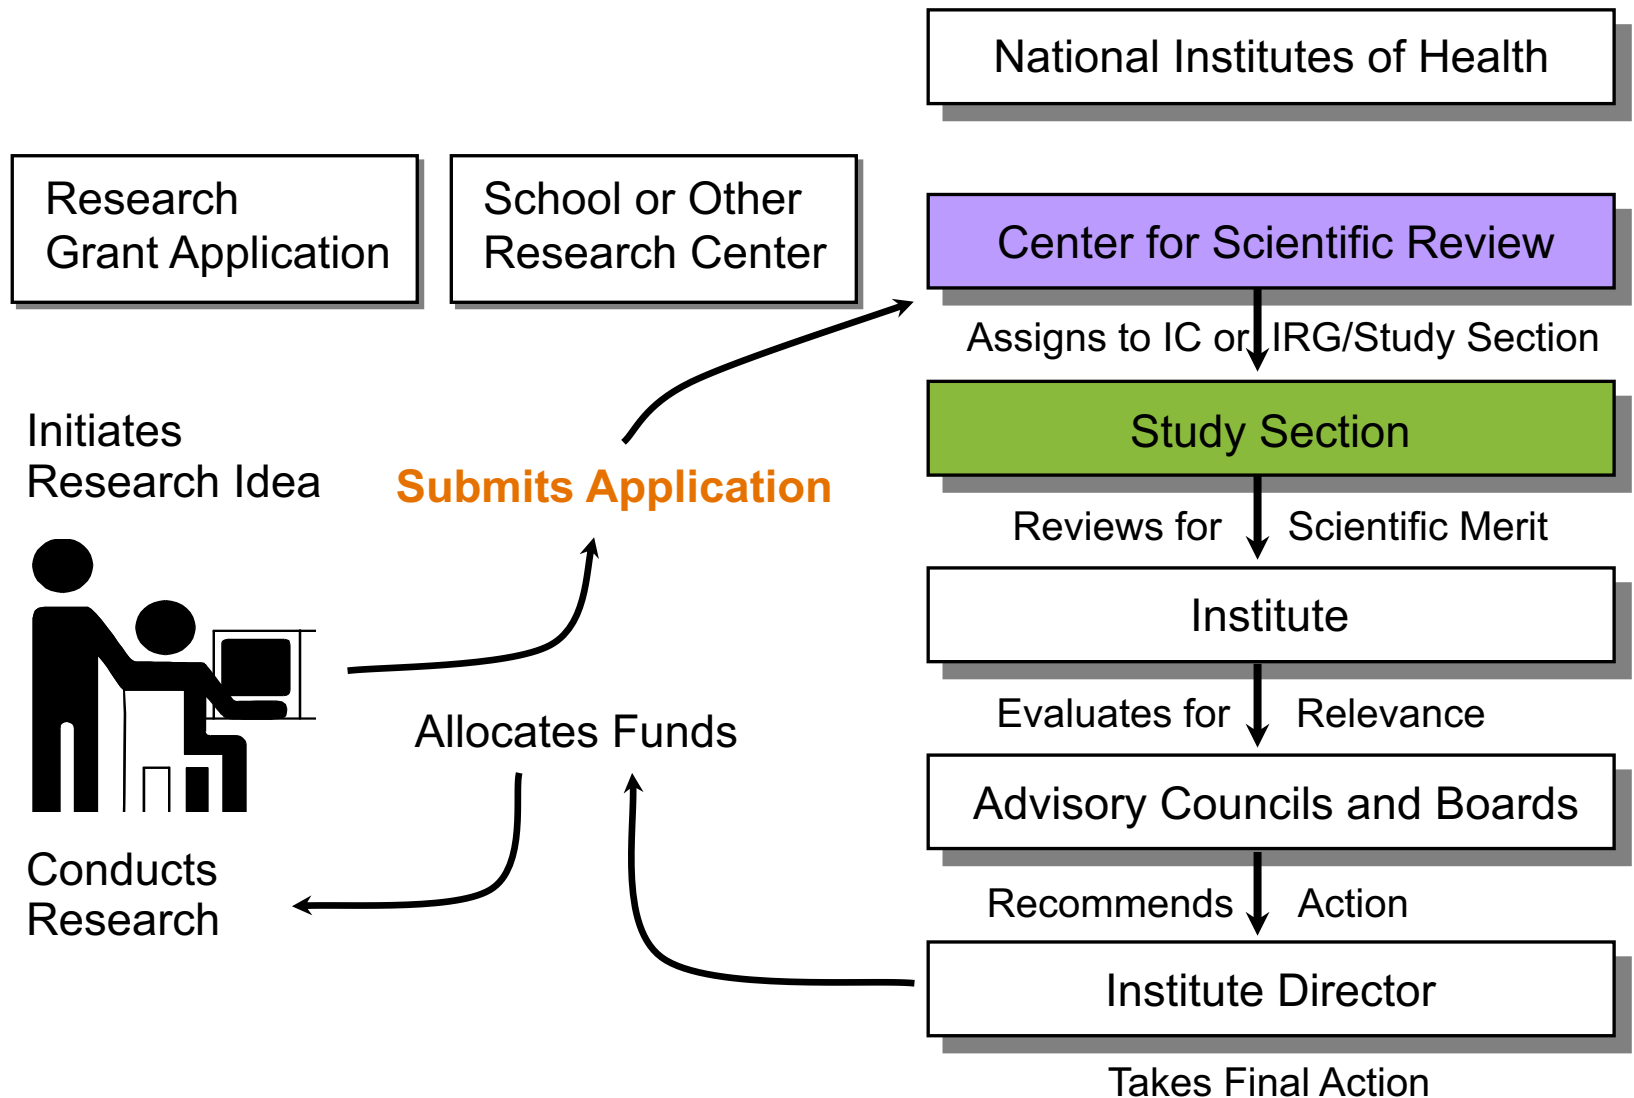 National Institutes of Health
Research
Grant Application
School or Other
Research Center
Center for Scientific Review
Assigns to IC or IRG/Study Section
Initiates
Research Idea
Submits Application
Study Section
Reviews for Scientific Merit
Institute
Evaluates for Relevance
Allocates Funds
Advisory Councils and Boards
Conducts
Research
Recommends Action
Institute Director
Takes Final Action